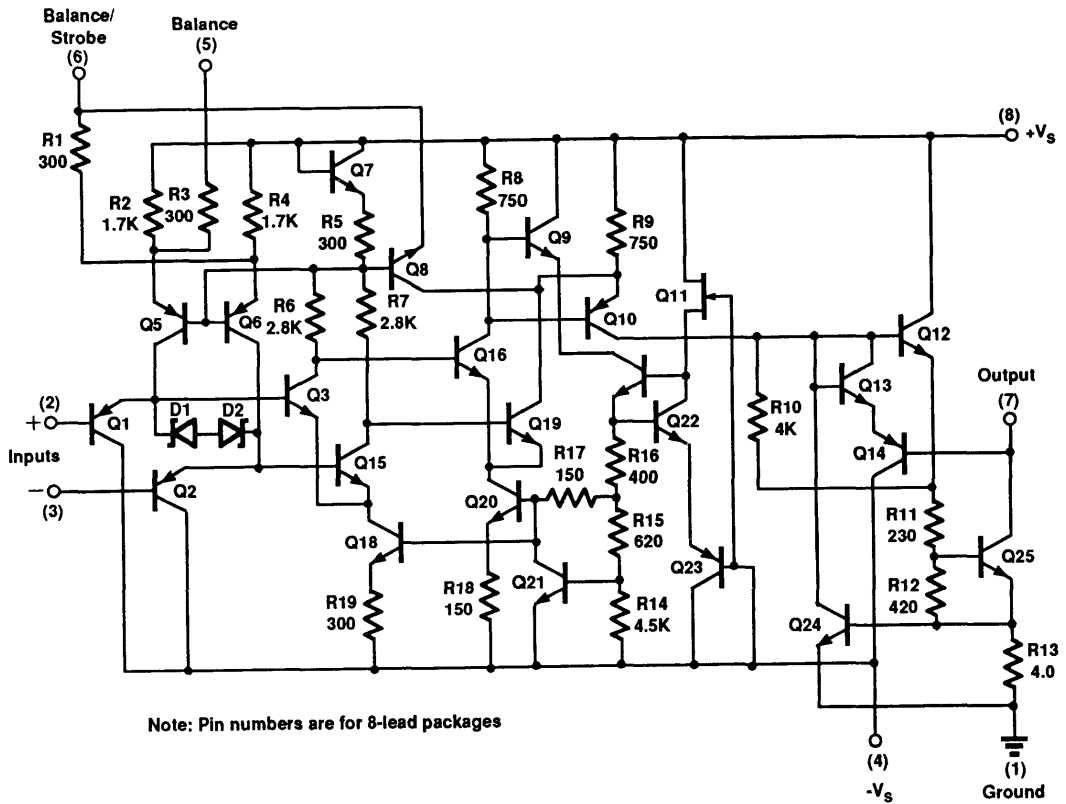 Balance/
Strobe
(6)
Balance
(5)
(8)
+VS
R1
300
R2
1.7K
R3
300
R4
1.7K
Q7
R5
300
R8
750
Q9
R9
750
Q8
Q5
Q6
R6
2.8K
R7
2.8K
Q10
Q11
Q12
Q16
Q3
Q13
Output
(7)
(2)
+
Q1
D1
D2
Q19
Q22
R10
4K
Q14
Inputs
Q15
R17
150
R16
400
−
(3)
Q2
Q20
R15
620
R11
230
Q18
Q21
Q23
Q25
R18
150
R19
300
R14
4.5K
R12
420
Q24
R13
4.0
Note: Pin numbers are for 8-lead packages
(4)
-VS
(1)
Ground